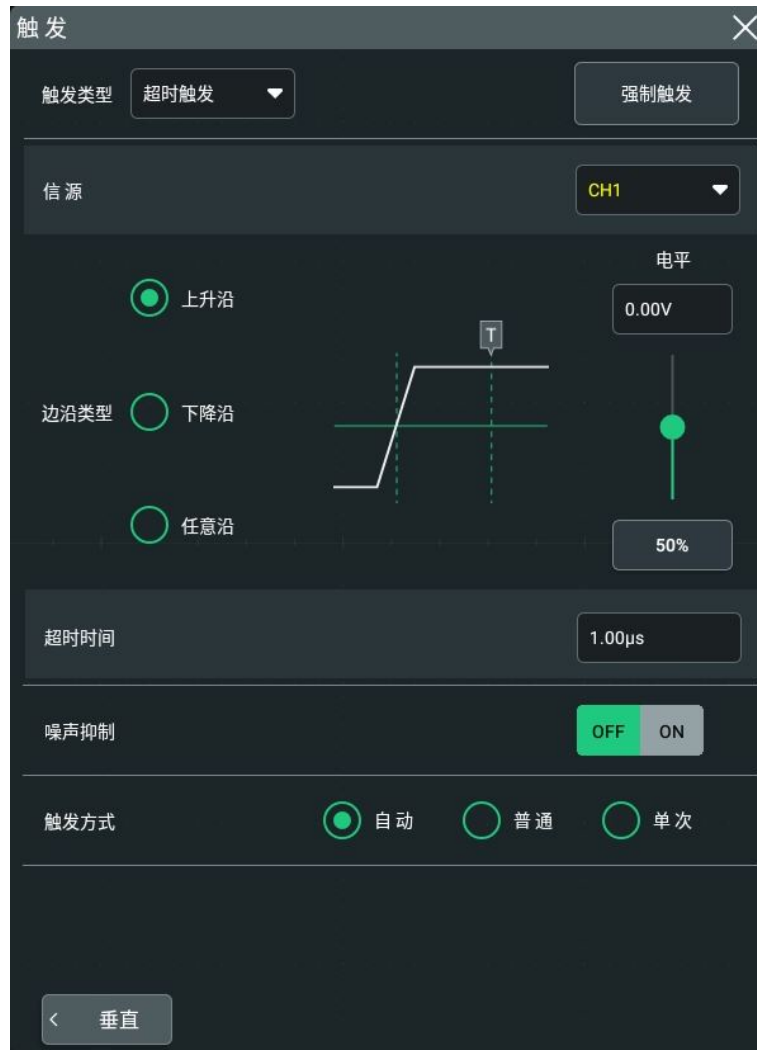 触发
触发类型 超时触发 强制触发
信源 CH1
电平
上升沿 0.00V
T
边沿类型 下降沿
任意沿 50%
超时时间 1.00μs
噪声抑制 OFF ON
触发方式 自动 普通 单次
垂直